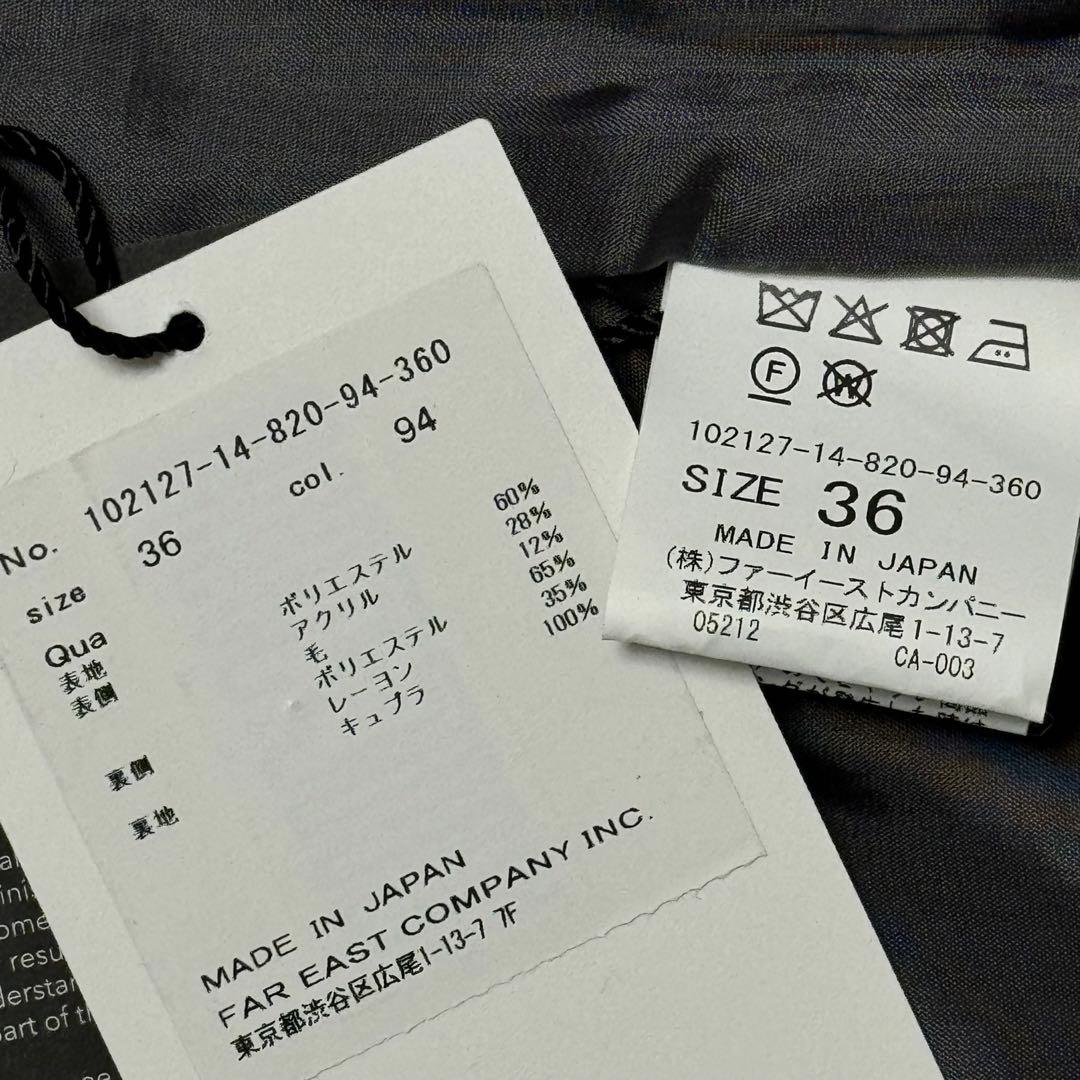 No. 102127-14-820-94-360
size 36 col. 94
Qua
表地
表側 ポリエステル 60%
アクリル 28%
毛 12%
裏側 ポリエステル 65%
レーヨン 35%
裏地 キュプラ 100%
MADE IN JAPAN
FAR EAST COMPANY INC.
東京都渋谷区広尾1-13-7 7F
F
W
102127-14-820-94-360
SIZE 36
MADE IN JAPAN
(株)ファーイーストカンパニー
東京都渋谷区広尾1-13-7
05212 CA-003
art of